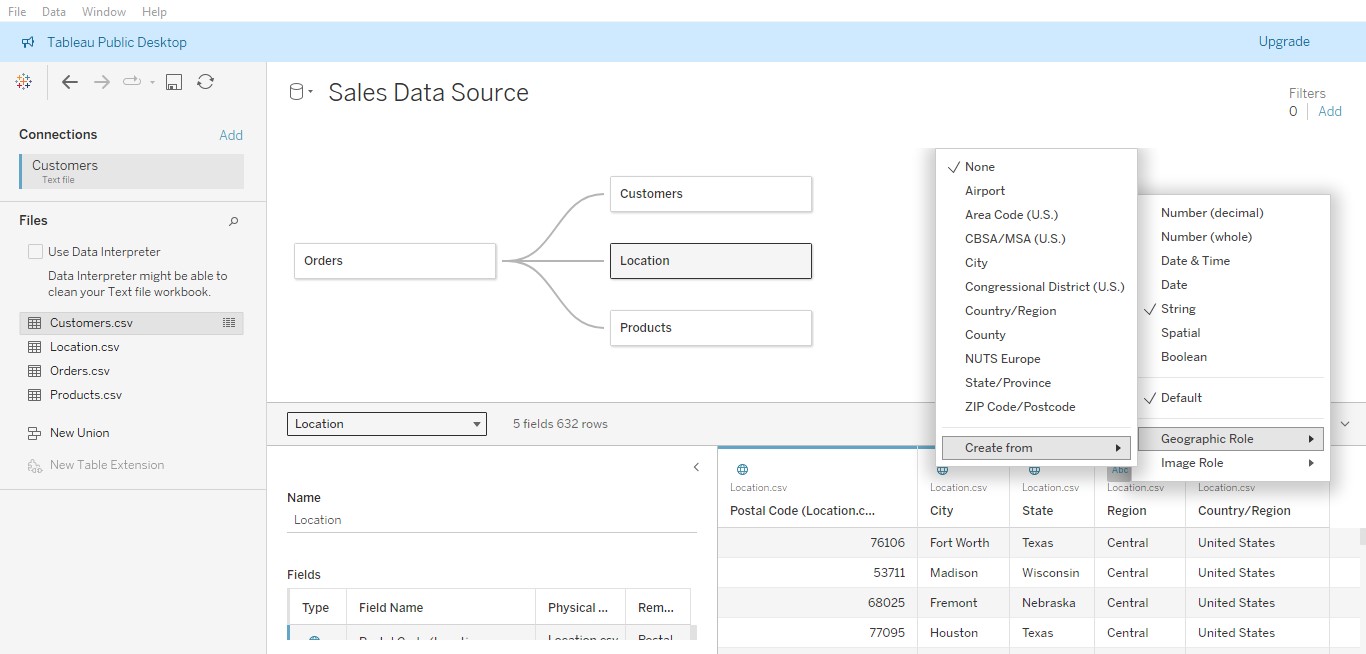 File Data Window Help
Tableau Public Desktop Upgrade
Connections Add
Customers
Text file
Files
Use Data Interpreter
Data Interpreter might be able to
clean your Text file workbook.
Customers.csv
Location.csv
Orders.csv
Products.csv
New Union
New Table Extension
Sales Data Source
Filters
0 Add
Orders
Customers
Location
Products
None
Airport
Area Code (U.S.)
CBSA/MSA (U.S.)
City
Congressional District (U.S.)
Country/Region
County
NUTS Europe
State/Province
ZIP Code/Postcode
Create from
Number (decimal)
Number (whole)
Date & Time
Date
String
Spatial
Boolean
Default
Geographic Role
Image Role
Location 5 fields 632 rows
Name
Location
Fields
Type Field Name Physical ... Rem...
Postal Code (Locati Location.csv Postal
Abc
Location.csv Location.csv Location.csv Location.csv Location.csv
Postal Code (Location.c... City State Region Country/Region
76106 Fort Worth Texas Central United States
53711 Madison Wisconsin Central United States
68025 Fremont Nebraska Central United States
77095 Houston Texas Central United States